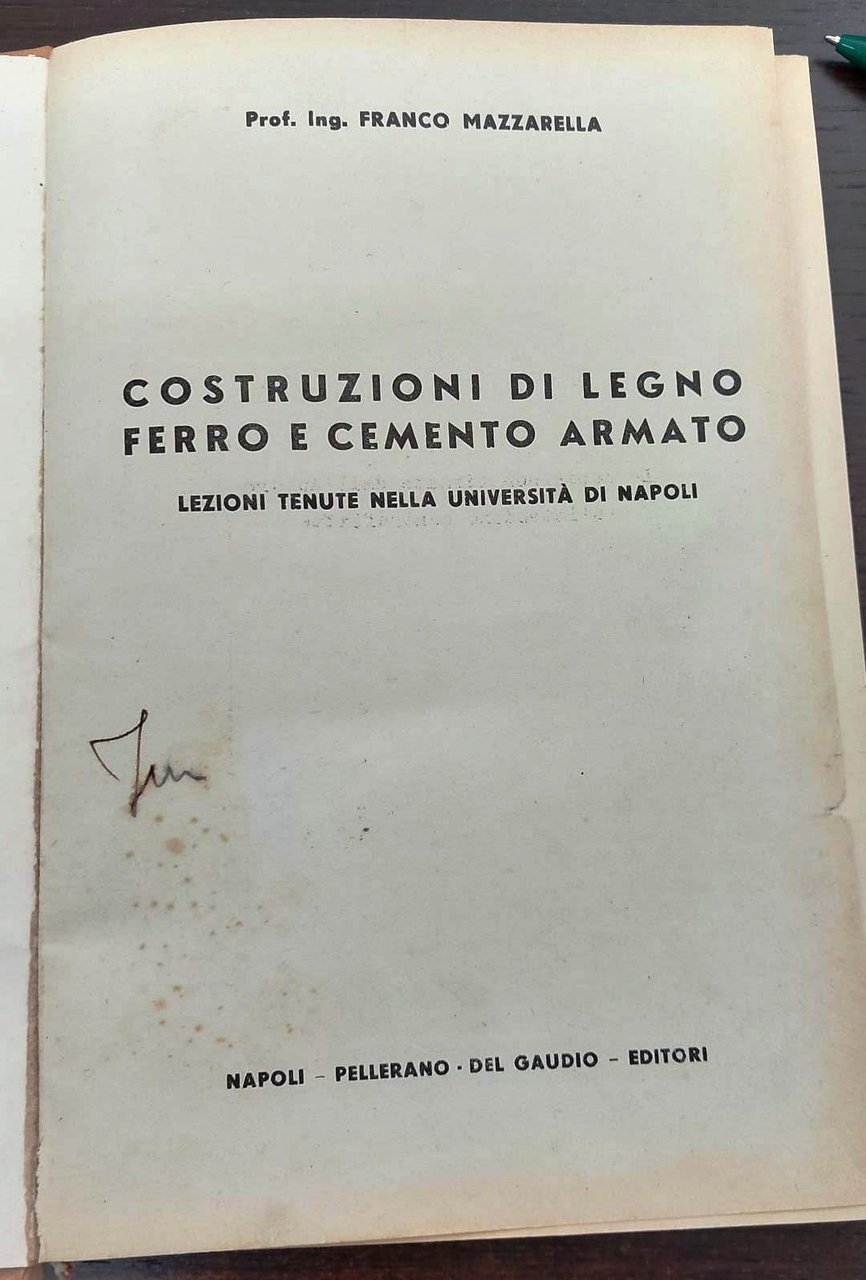 Prof. Ing. FRANCO MAZZARELLA
COSTRUZIONI DI LEGNO
FERRO E CEMENTO ARMATO
LEZIONI TENUTE NELLA UNIVERSITÀ DI NAPOLI
NAPOLI - PELLERANO · DEL GAUDIO - EDITORI